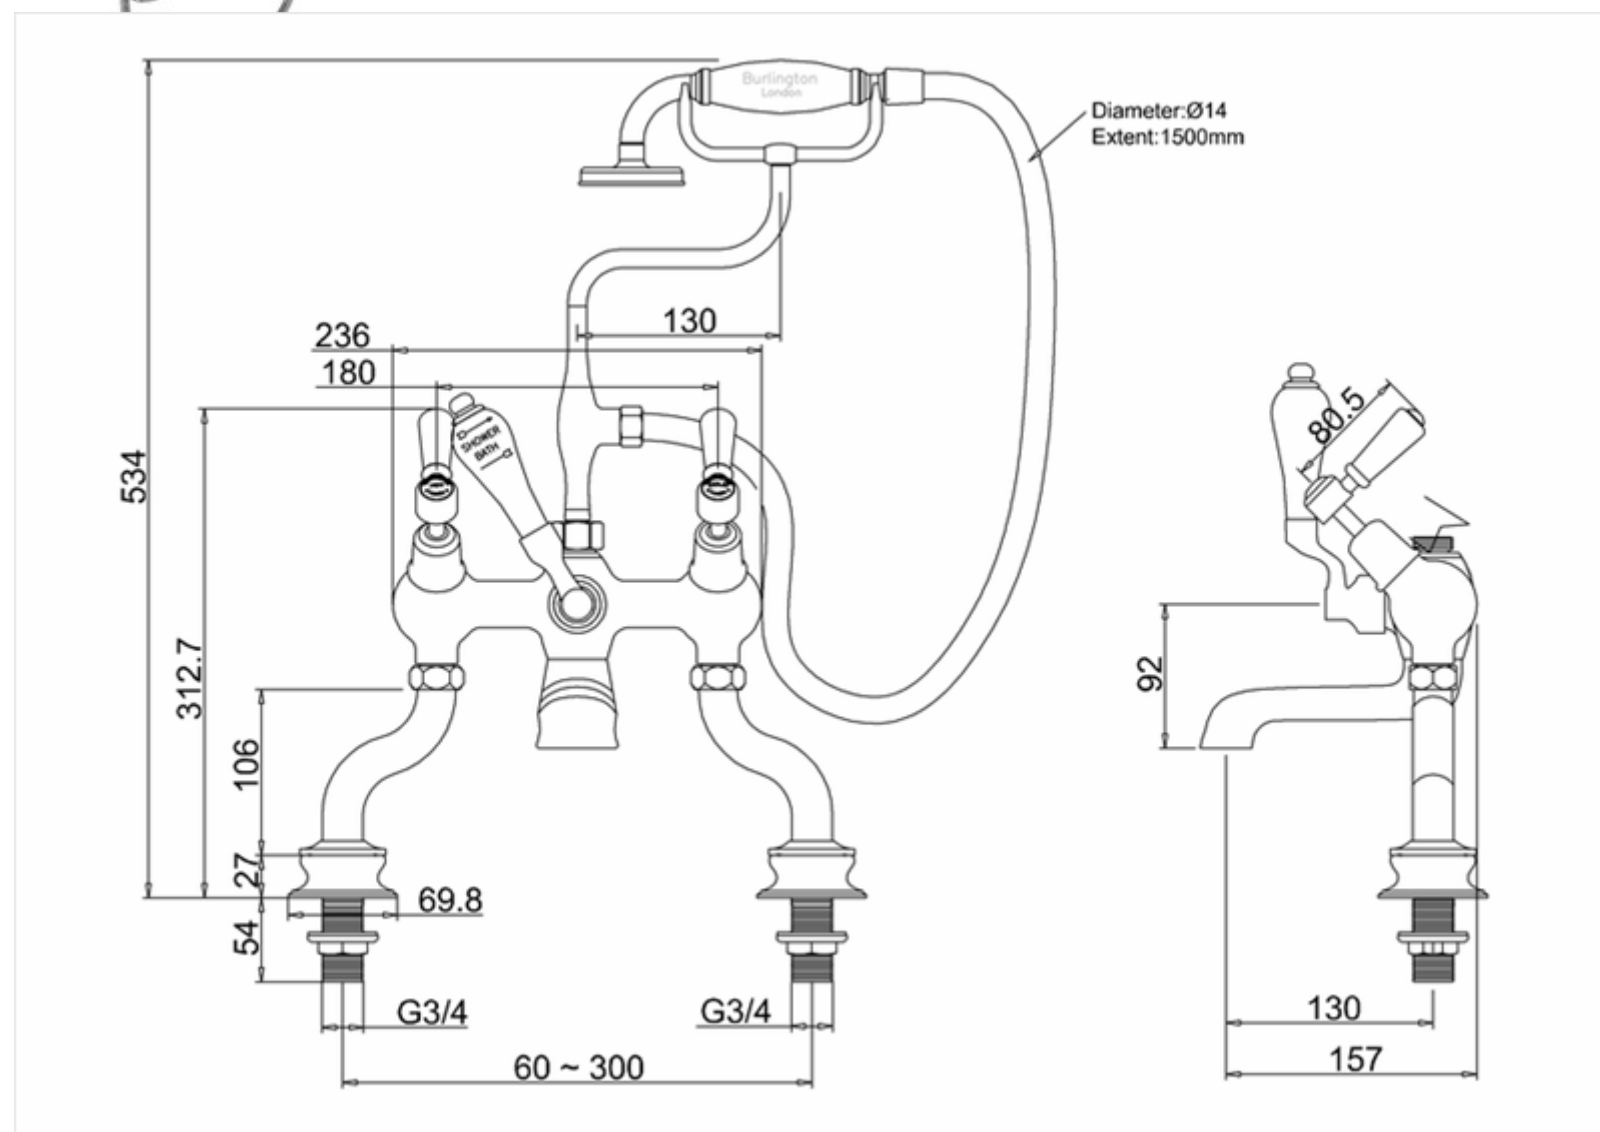 Burlington
London
Diameter:Ø14
Extent:1500mm
130
236
180
80.5
SHOWER
BATH
534
312.7
92
106
27
69.8
54
G3/4
G3/4
130
60 ~ 300
157